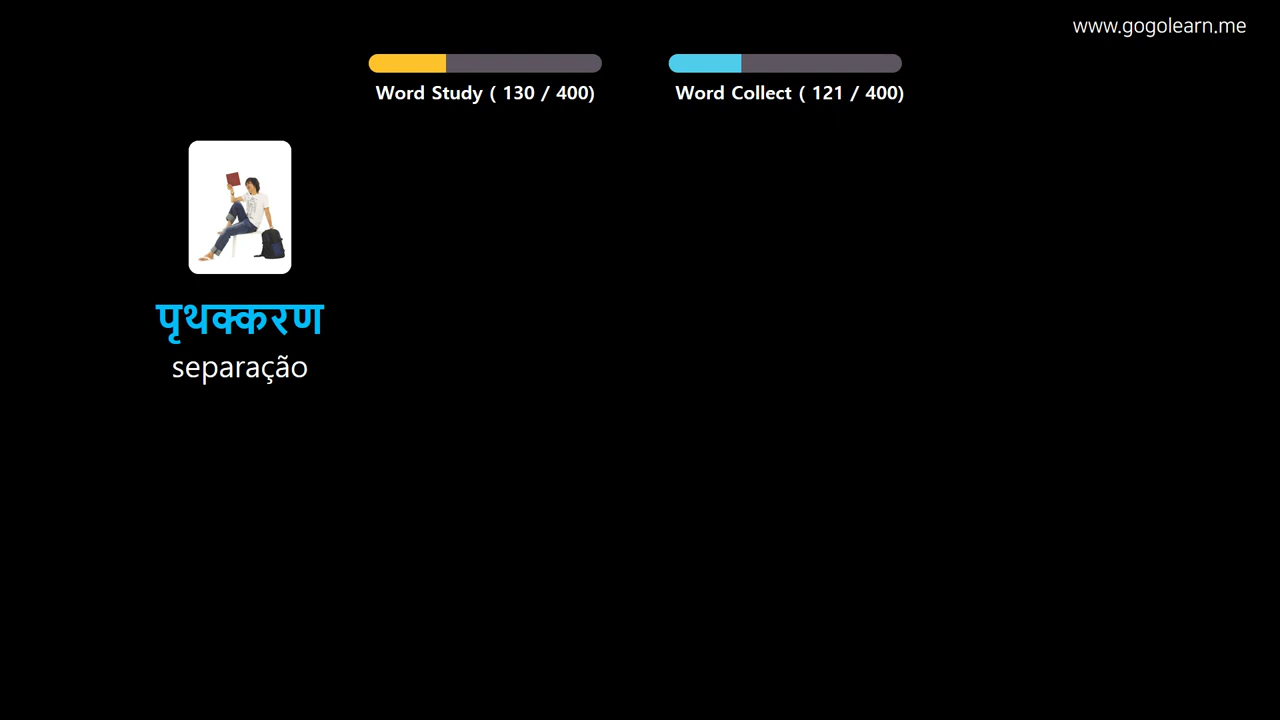 www.gogolearn.me
Word Study ( 130 / 400)
Word Collect ( 121 / 400)
पृथक्करण
separação